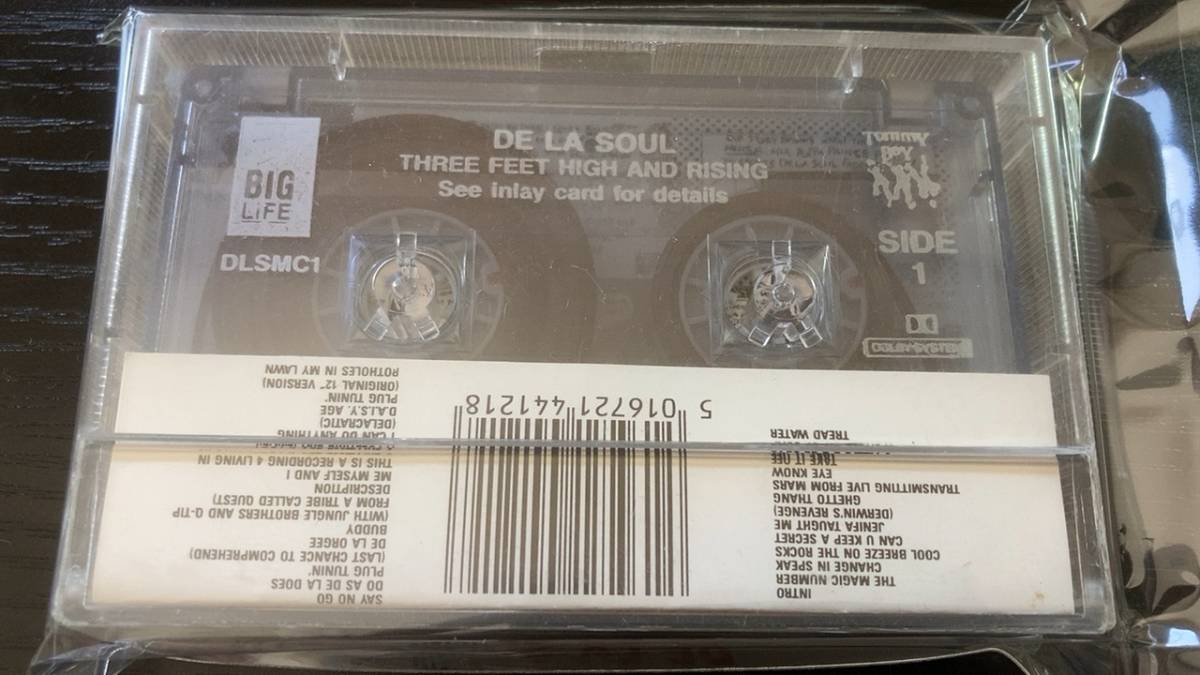 BIG
LIFE
DLSMC1
DE LA SOUL
THREE FEET HIGH AND RISING
See inlay card for details
Tommy
BOY
SIDE
1
DOLBY SYSTEM
INTRO
THE MAGIC NUMBER
CHANGE IN SPEAK
COOL BREEZE ON THE ROCKS
CAN U KEEP A SECRET
JENIFA TAUGHT ME
(DERWIN'S REVENGE)
GHETTO THANG
TRANSMITTING LIVE FROM MARS
EYE KNOW
TAKE IT OFF
TREAD WATER
5 016721 441218
SAY NO GO
DO AS DE LA DOES
PLUG TUNIN'
(LAST CHANCE TO COMPREHEND)
DE LA ORGEE
BUDDY
(WITH JUNGLE BROTHERS AND Q-TIP
FROM A TRIBE CALLED QUEST)
DESCRIPTION
ME MYSELF AND I
THIS IS A RECORDING 4 LIVING IN
I CAN DO ANYTHING
(DELACRATIC)
D.A.I.S.Y. AGE
PLUG TUNIN'
(ORIGINAL 12" VERSION)
POTHOLES IN MY LAWN